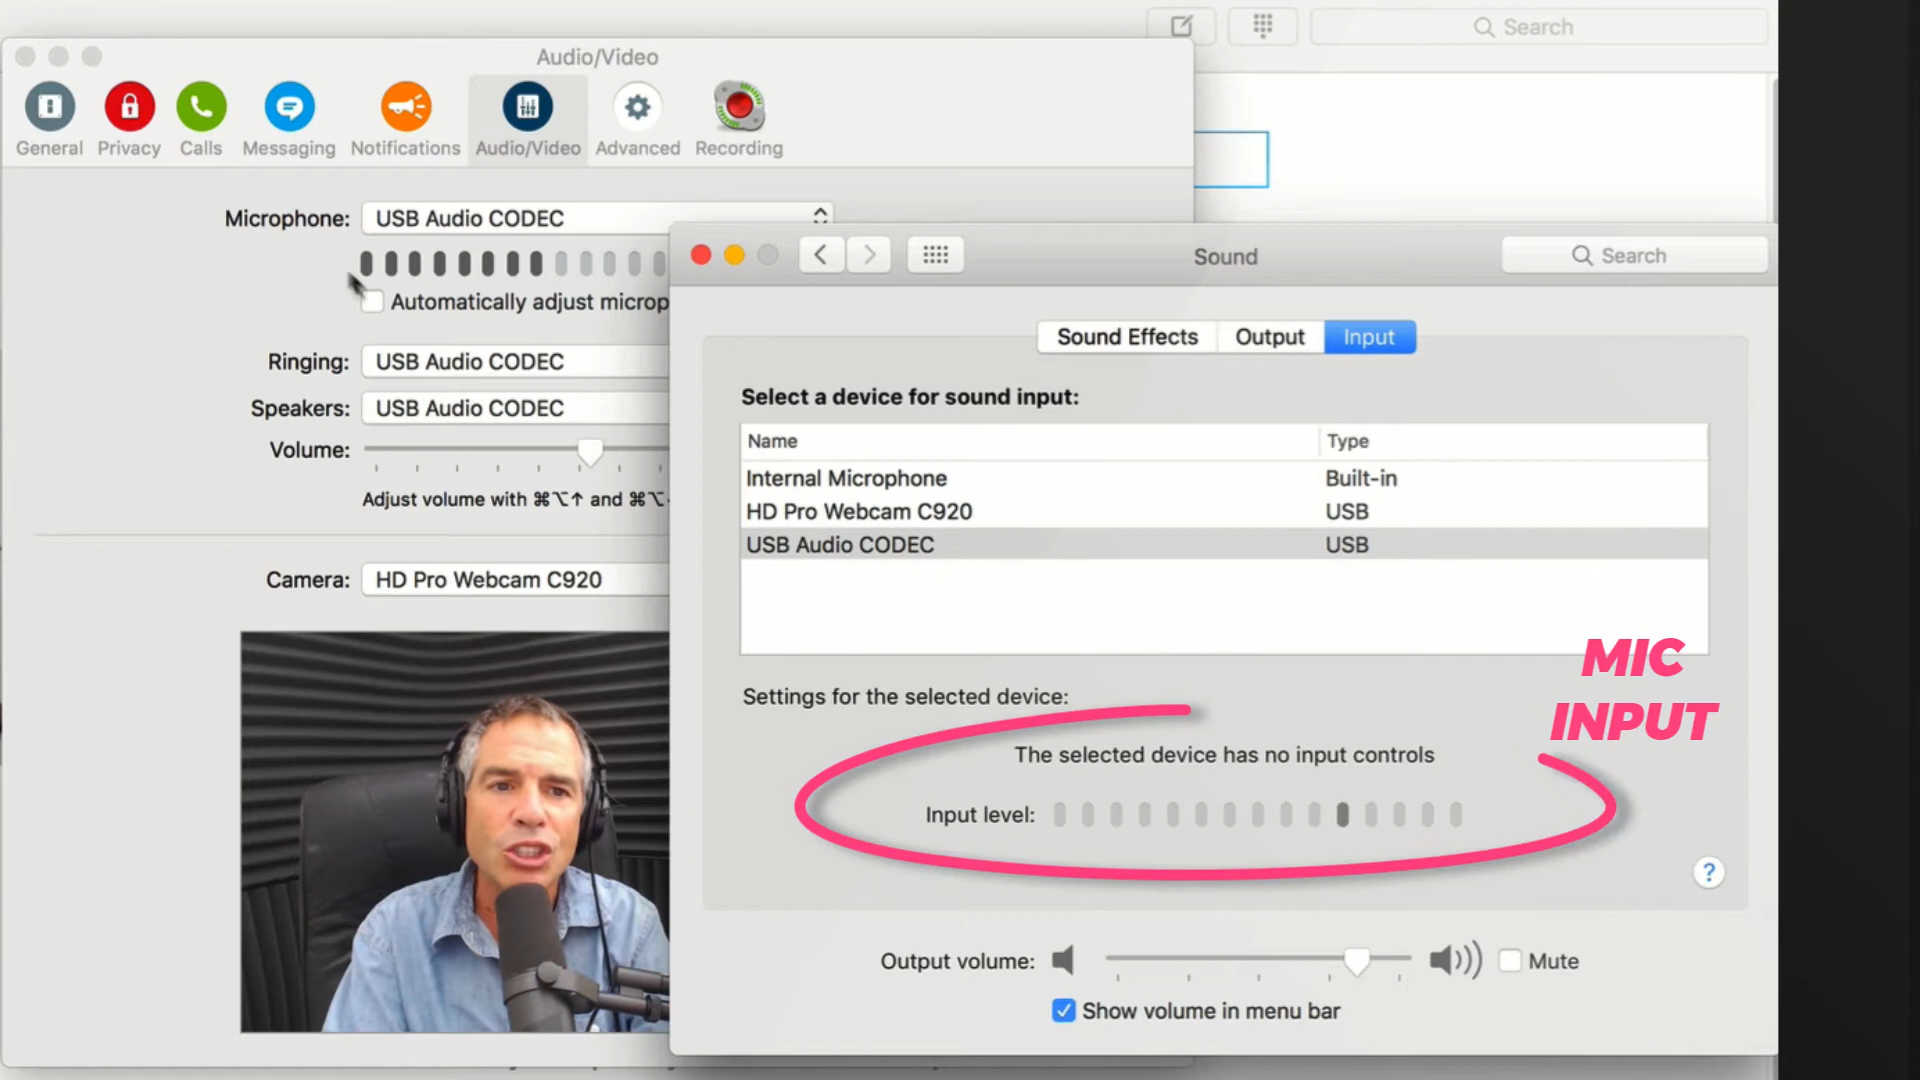 Search
Audio/Video
General
Privacy
Calls
Messaging
Notifications
Audio/Video
Advanced
Recording
Microphone: USB Audio CODEC
Automatically adjust microp
Ringing: USB Audio CODEC
Speakers: USB Audio CODEC
Volume:
Adjust volume with ⌘⌥↑ and ⌘⌥
Camera: HD Pro Webcam C920
Sound
Search
Sound Effects
Output
Input
Select a device for sound input:
Name Type
Internal Microphone Built-in
HD Pro Webcam C920 USB
USB Audio CODEC USB
MIC
INPUT
Settings for the selected device:
The selected device has no input controls
Input level:
?
Output volume:
Mute
Show volume in menu bar